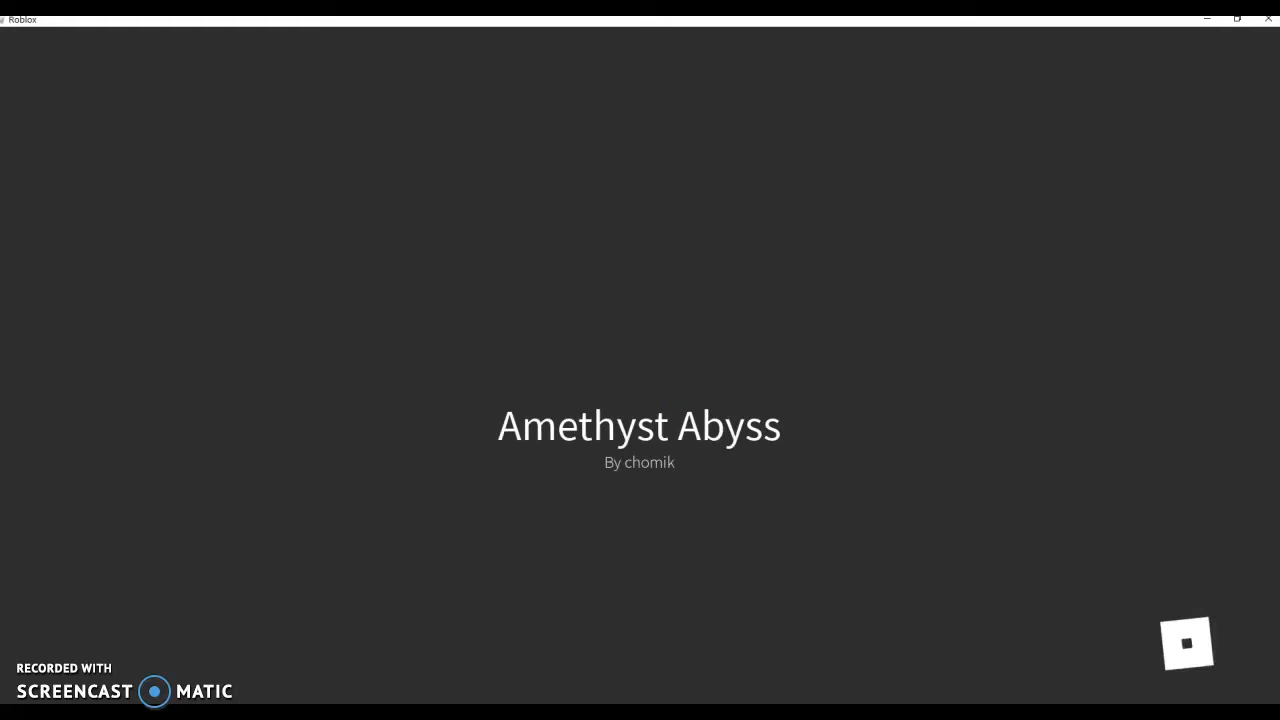 Roblox
Amethyst Abyss
By chomik
RECORDED WITH
SCREENCAST MATIC